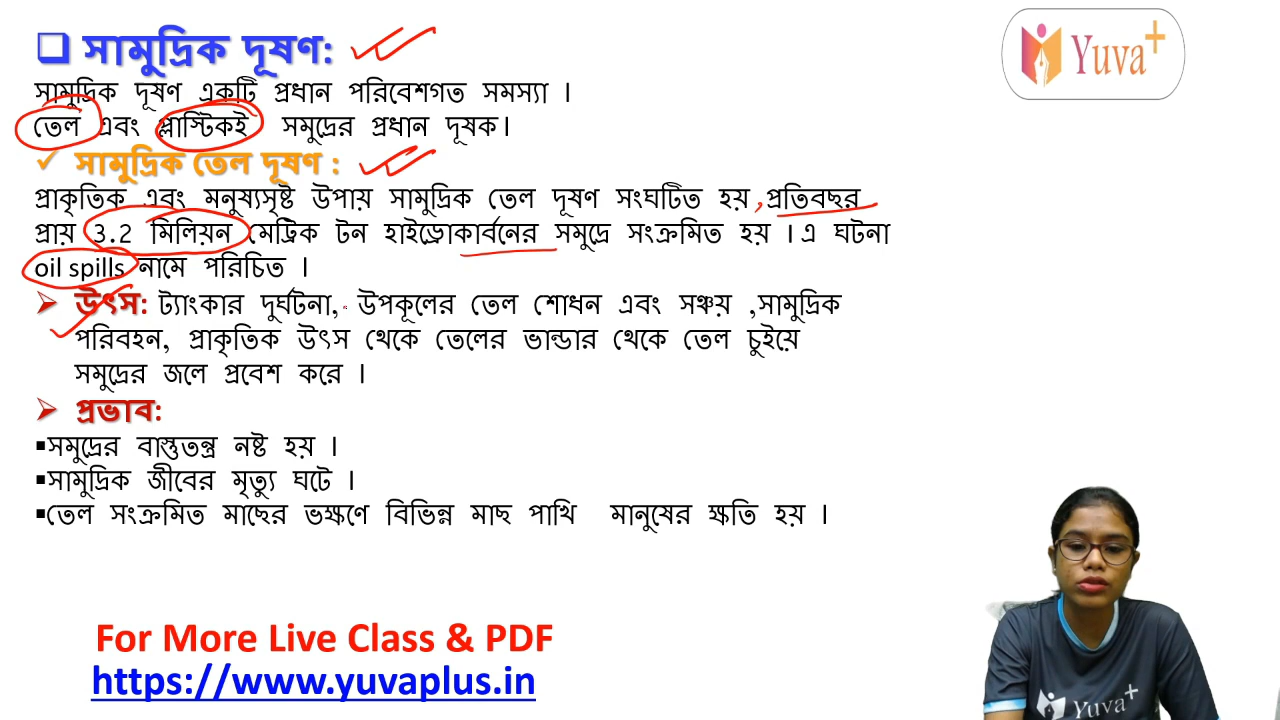 সামুদ্রিক দূষণ:
সামুদ্রিক দূষণ একটি প্রধান পরিবেশগত সমস্যা ।
তেল এবং প্লাস্টিকই সমুদ্রের প্রধান দূষক।
✓ সামুদ্রিক তেল দূষণ :
প্রাকৃতিক এবং মনুষ্যসৃষ্ট উপায় সামুদ্রিক তেল দূষণ সংঘটিত হয় ,প্রতিবছর
প্রায় 3.2 মিলিয়ন মেট্রিক টন হাইড্রোকার্বনের সমুদ্রে সংক্রমিত হয় । এ ঘটনা
oil spills নামে পরিচিত ।
➢ উৎস: ট্যাংকার দুর্ঘটনা, উপকূলের তেল শোধন এবং সঞ্চয় ,সামুদ্রিক
পরিবহন, প্রাকৃতিক উৎস থেকে তেলের ভান্ডার থেকে তেল চুইয়ে
সমুদ্রের জলে প্রবেশ করে ।
➢ প্রভাব:
▪সমুদ্রের বাস্তুতন্ত্র নষ্ট হয় ।
▪সামুদ্রিক জীবের মৃত্যু ঘটে ।
▪তেল সংক্রমিত মাছের ভক্ষণে বিভিন্ন মাছ পাখি মানুষের ক্ষতি হয় ।
For More Live Class & PDF
https://www.yuvaplus.in
Yuva+
Yuva+